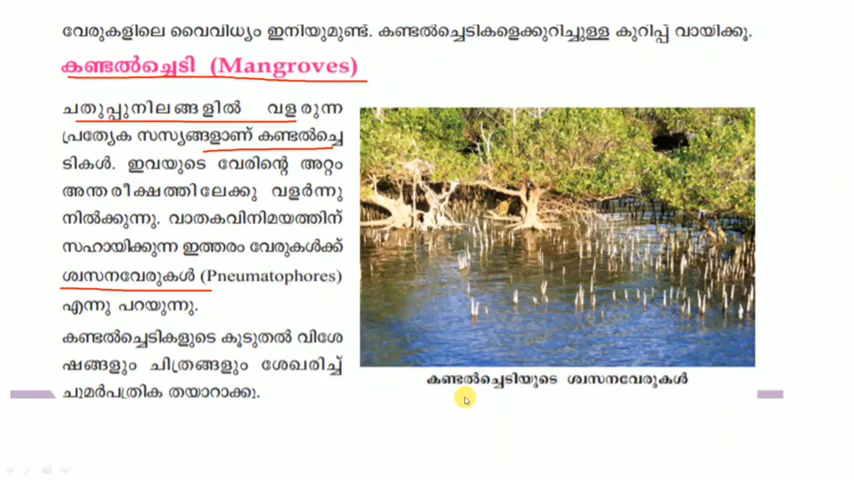 വേരുകളിലെ വൈവിധ്യം ഇനിയുമുണ്ട്. കണ്ടൽച്ചെടികളെക്കുറിച്ചുള്ള കുറിപ്പ് വായിക്കൂ.
കണ്ടൽച്ചെടി (Mangroves)
ചതുപ്പുനിലങ്ങളിൽ വളരുന്ന
പ്രത്യേക സസ്യങ്ങളാണ് കണ്ടൽച്ചെ
ടികൾ. ഇവയുടെ വേരിന്റെ അറ്റം
അന്തരീക്ഷത്തിലേക്കു വളർന്നു
നിൽക്കുന്നു. വാതകവിനിമയത്തിന്
സഹായിക്കുന്ന ഇത്തരം വേരുകൾക്ക്
ശ്വസനവേരുകൾ (Pneumatophores)
എന്നു പറയുന്നു.
കണ്ടൽച്ചെടികളുടെ കൂടുതൽ വിശേ
ഷങ്ങളും ചിത്രങ്ങളും ശേഖരിച്ച്
ചുമർപത്രിക തയാറാക്കൂ.
കണ്ടൽച്ചെടിയുടെ ശ്വസനവേരുകൾ